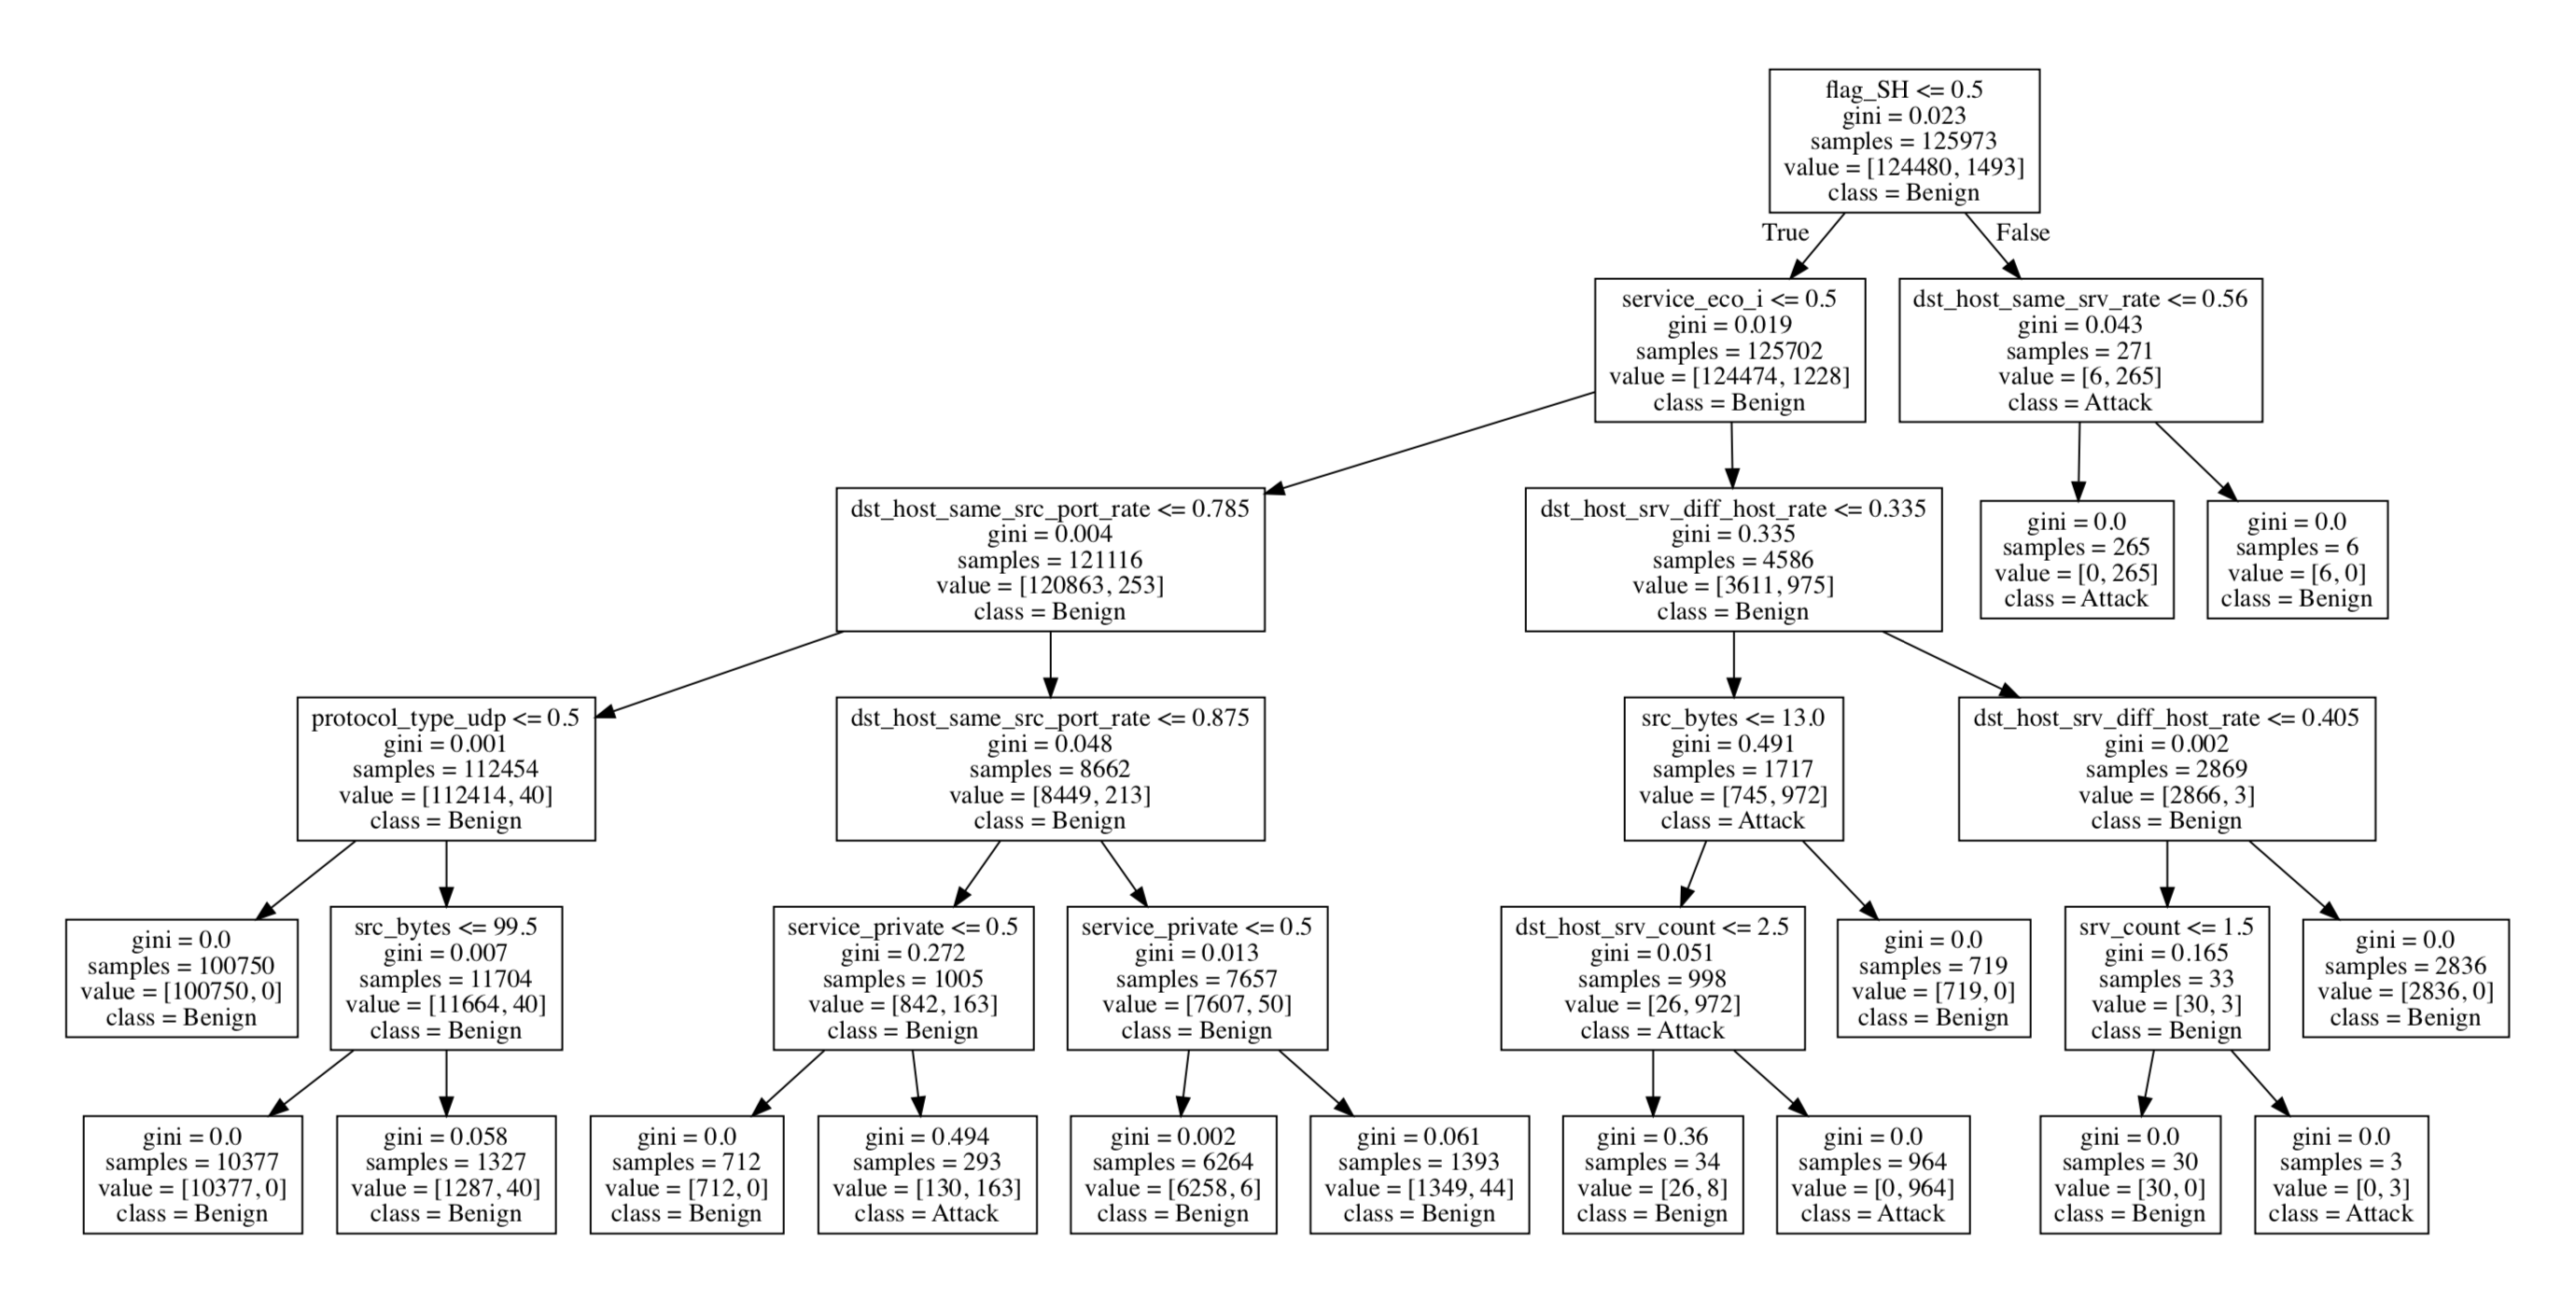 flag_SH <= 0.5
gini = 0.023
samples = 125973
value = [124480, 1493]
class = Benign
True
False
service_eco_i <= 0.5
gini = 0.019
samples = 125702
value = [124474, 1228]
class = Benign
dst_host_same_srv_rate <= 0.56
gini = 0.043
samples = 271
value = [6, 265]
class = Attack
dst_host_same_src_port_rate <= 0.785
gini = 0.004
samples = 121116
value = [120863, 253]
class = Benign
dst_host_srv_diff_host_rate <= 0.335
gini = 0.335
samples = 4586
value = [3611, 975]
class = Benign
gini = 0.0
samples = 265
value = [0, 265]
class = Attack
gini = 0.0
samples = 6
value = [6, 0]
class = Benign
protocol_type_udp <= 0.5
gini = 0.001
samples = 112454
value = [112414, 40]
class = Benign
dst_host_same_src_port_rate <= 0.875
gini = 0.048
samples = 8662
value = [8449, 213]
class = Benign
src_bytes <= 13.0
gini = 0.491
samples = 1717
value = [745, 972]
class = Attack
dst_host_srv_diff_host_rate <= 0.405
gini = 0.002
samples = 2869
value = [2866, 3]
class = Benign
gini = 0.0
samples = 100750
value = [100750, 0]
class = Benign
src_bytes <= 99.5
gini = 0.007
samples = 11704
value = [11664, 40]
class = Benign
service_private <= 0.5
gini = 0.272
samples = 1005
value = [842, 163]
class = Benign
service_private <= 0.5
gini = 0.013
samples = 7657
value = [7607, 50]
class = Benign
dst_host_srv_count <= 2.5
gini = 0.051
samples = 998
value = [26, 972]
class = Attack
gini = 0.0
samples = 719
value = [719, 0]
class = Benign
srv_count <= 1.5
gini = 0.165
samples = 33
value = [30, 3]
class = Benign
gini = 0.0
samples = 2836
value = [2836, 0]
class = Benign
gini = 0.0
samples = 10377
value = [10377, 0]
class = Benign
gini = 0.058
samples = 1327
value = [1287, 40]
class = Benign
gini = 0.0
samples = 712
value = [712, 0]
class = Benign
gini = 0.494
samples = 293
value = [130, 163]
class = Attack
gini = 0.002
samples = 6264
value = [6258, 6]
class = Benign
gini = 0.061
samples = 1393
value = [1349, 44]
class = Benign
gini = 0.36
samples = 34
value = [26, 8]
class = Benign
gini = 0.0
samples = 964
value = [0, 964]
class = Attack
gini = 0.0
samples = 30
value = [30, 0]
class = Benign
gini = 0.0
samples = 3
value = [0, 3]
class = Attack